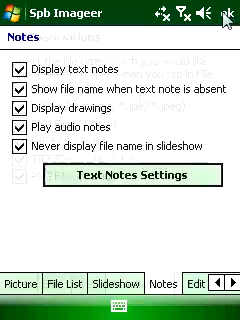 Spb Imageer
ok
Notes
Display text notes
Show file name when text note is absent
Display drawings
Play audio notes
Never display file name in slideshow
Text Notes Settings
Picture
File List
Slideshow
Notes
Edit